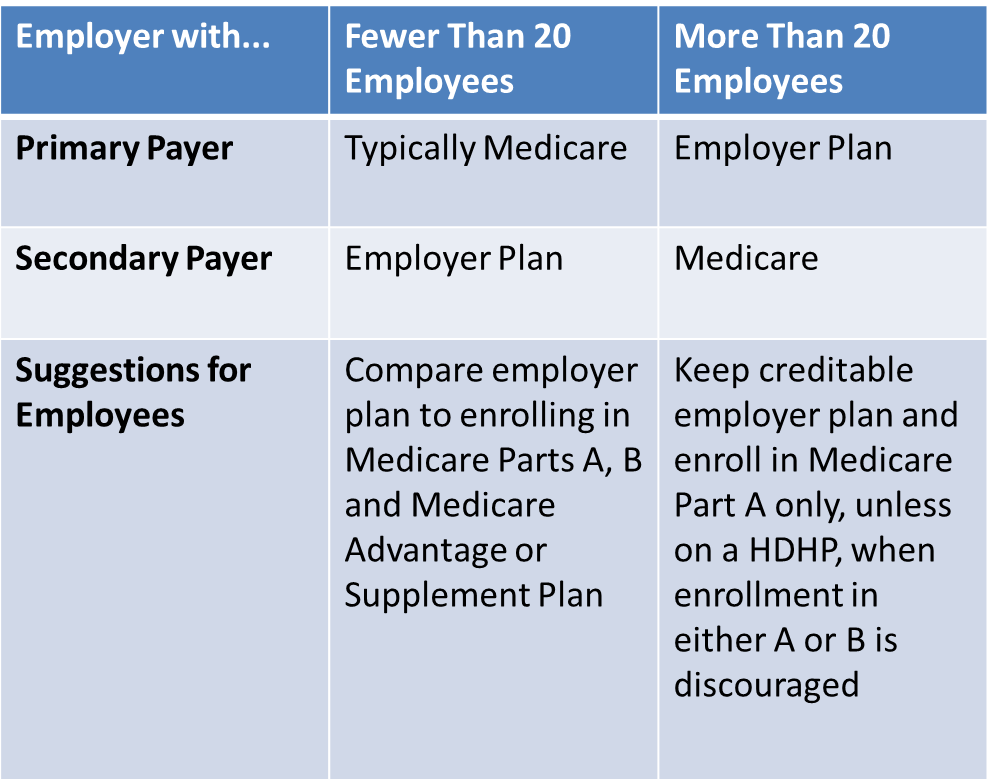 Employer with...
Fewer Than 20
Employees
More Than 20
Employees
Primary Payer
Typically Medicare
Employer Plan
Secondary Payer
Employer Plan
Medicare
Suggestions for
Employees
Compare employer
plan to enrolling in
Medicare Parts A, B
and Medicare
Advantage or
Supplement Plan
Keep creditable
employer plan and
enroll in Medicare
Part A only, unless
on a HDHP, when
enrollment in
either A or B is
discouraged